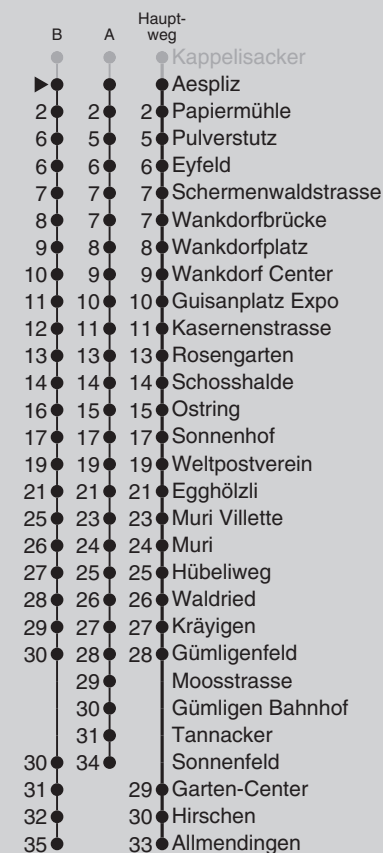 B A Haupt-
weg
Kappelisacker
Aespliz
2 2 2 Papiermühle
6 5 5 Pulverstutz
6 6 6 Eyfeld
7 7 7 Schermenwaldstrasse
8 7 7 Wankdorfbrücke
9 8 8 Wankdorfplatz
10 9 9 Wankdorf Center
11 10 10 Guisanplatz Expo
12 11 11 Kasernenstrasse
13 13 13 Rosengarten
14 14 14 Schosshalde
16 15 15 Ostring
17 17 17 Sonnenhof
19 19 19 Weltpostverein
21 21 21 Egghölzli
25 23 23 Muri Villette
26 24 24 Muri
27 25 25 Hübeliweg
28 26 26 Waldried
29 27 27 Kräyigen
30 28 28 Gümligenfeld
29 Moosstrasse
30 Gümligen Bahnhof
31 Tannacker
30 34 Sonnenfeld
31 29 Garten-Center
32 30 Hirschen
35 33 Allmendingen